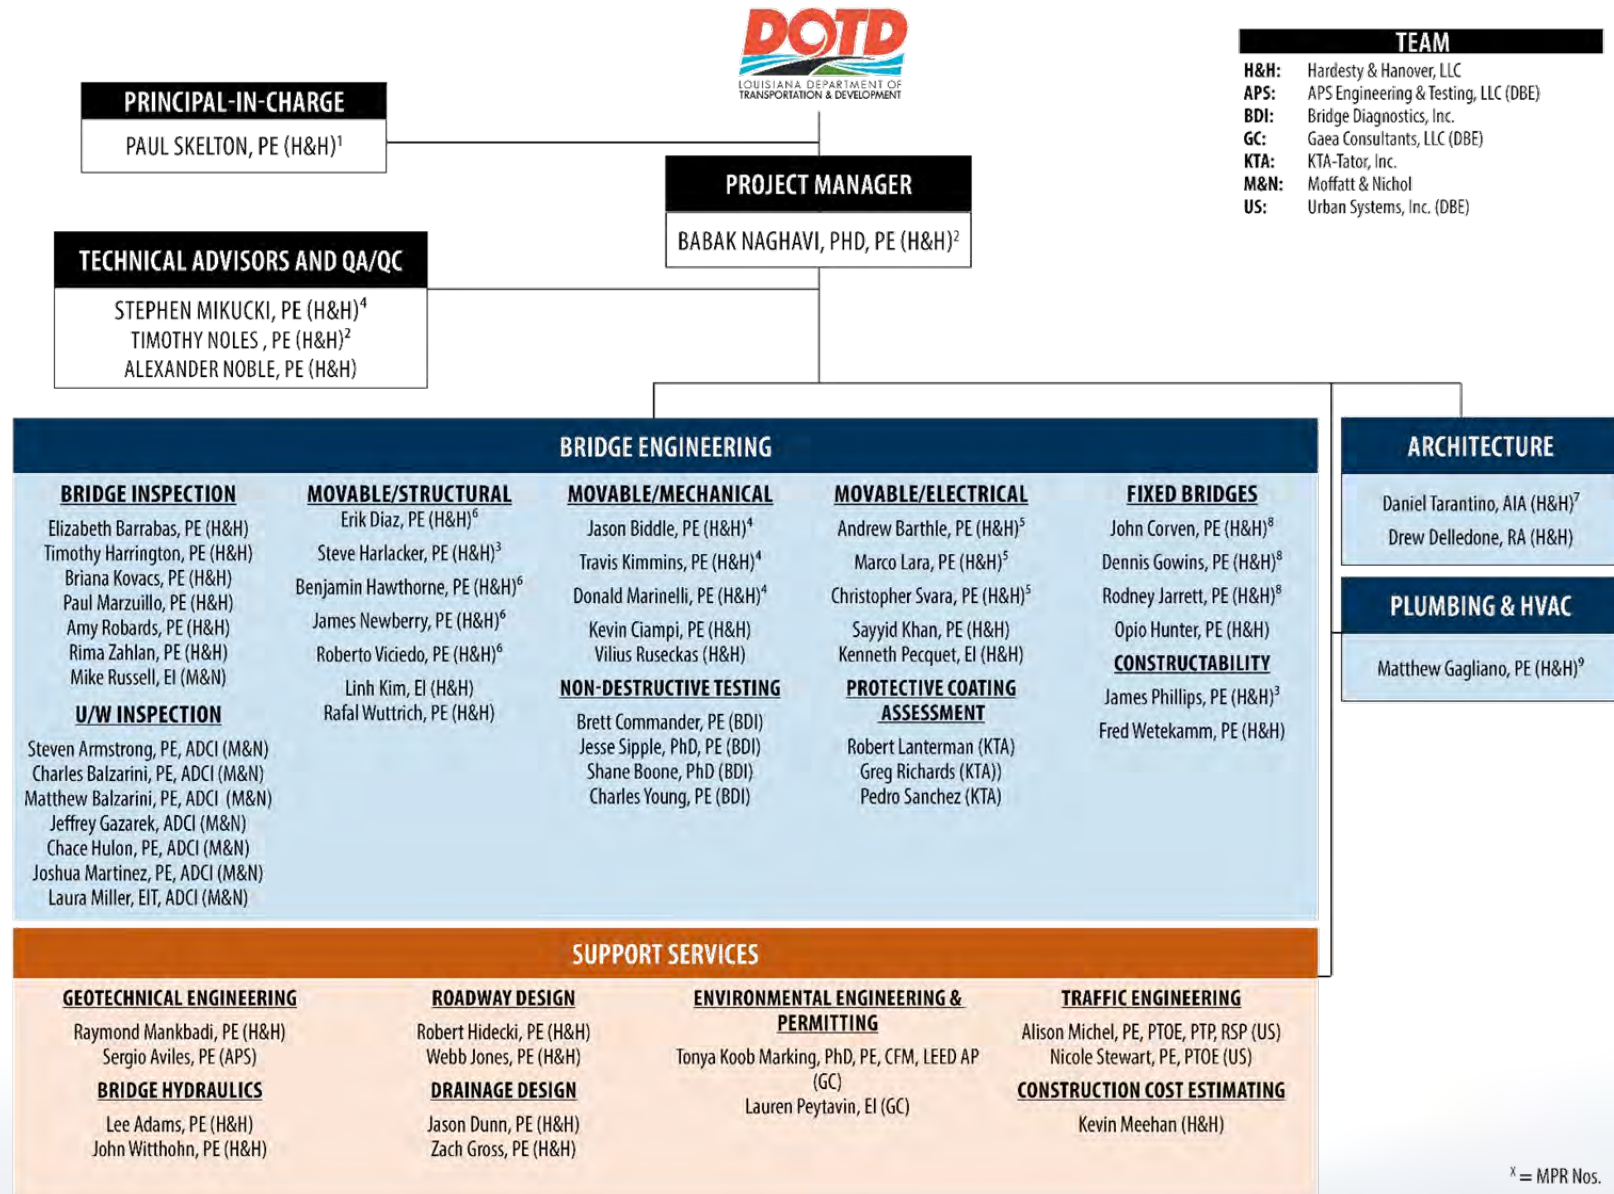 DOTD
LOUISIANA DEPARTMENT OF
TRANSPORTATION & DEVELOPMENT
TEAM
H&H: Hardesty & Hanover, LLC
APS: APS Engineering & Testing, LLC (DBE)
BDI: Bridge Diagnostics, Inc.
GC: Gaea Consultants, LLC (DBE)
KTA: KTA-Tator, Inc.
M&N: Moffatt & Nichol
US: Urban Systems, Inc. (DBE)
PRINCIPAL-IN-CHARGE
PAUL SKELTON, PE (H&H)¹
PROJECT MANAGER
BABAK NAGHAVI, PHD, PE (H&H)²
TECHNICAL ADVISORS AND QA/QC
STEPHEN MIKUCKI, PE (H&H)⁴
TIMOTHY NOLES , PE (H&H)²
ALEXANDER NOBLE, PE (H&H)
BRIDGE ENGINEERING
BRIDGE INSPECTION
Elizabeth Barrabas, PE (H&H)
Timothy Harrington, PE (H&H)
Briana Kovacs, PE (H&H)
Paul Marzuillo, PE (H&H)
Amy Robards, PE (H&H)
Rima Zahlan, PE (H&H)
Mike Russell, EI (M&N)
U/W INSPECTION
Steven Armstrong, PE, ADCI (M&N)
Charles Balzarini, PE, ADCI (M&N)
Matthew Balzarini, PE, ADCI (M&N)
Jeffrey Gazarek, ADCI (M&N)
Chace Hulon, PE, ADCI (M&N)
Joshua Martinez, PE, ADCI (M&N)
Laura Miller, EIT, ADCI (M&N)
MOVABLE/STRUCTURAL
Erik Diaz, PE (H&H)⁶
Steve Harlacker, PE (H&H)³
Benjamin Hawthorne, PE (H&H)⁶
James Newberry, PE (H&H)⁶
Roberto Viciedo, PE (H&H)⁶
Linh Kim, EI (H&H)
Rafal Wuttrich, PE (H&H)
MOVABLE/MECHANICAL
Jason Biddle, PE (H&H)⁴
Travis Kimmins, PE (H&H)⁴
Donald Marinelli, PE (H&H)⁴
Kevin Ciampi, PE (H&H)
Vilius Ruseckas (H&H)
NON-DESTRUCTIVE TESTING
Brett Commander, PE (BDI)
Jesse Sipple, PhD, PE (BDI)
Shane Boone, PhD (BDI)
Charles Young, PE (BDI)
MOVABLE/ELECTRICAL
Andrew Barthle, PE (H&H)⁵
Marco Lara, PE (H&H)⁵
Christopher Svara, PE (H&H)⁵
Sayyid Khan, PE (H&H)
Kenneth Pecquet, EI (H&H)
PROTECTIVE COATING
ASSESSMENT
Robert Lanterman (KTA)
Greg Richards (KTA))
Pedro Sanchez (KTA)
FIXED BRIDGES
John Corven, PE (H&H)⁸
Dennis Gowins, PE (H&H)⁸
Rodney Jarrett, PE (H&H)⁸
Opio Hunter, PE (H&H)
CONSTRUCTABILITY
James Phillips, PE (H&H)³
Fred Wetekamm, PE (H&H)
ARCHITECTURE
Daniel Tarantino, AIA (H&H)⁷
Drew Delledone, RA (H&H)
PLUMBING & HVAC
Matthew Gagliano, PE (H&H)⁹
SUPPORT SERVICES
GEOTECHNICAL ENGINEERING
Raymond Mankbadi, PE (H&H)
Sergio Aviles, PE (APS)
BRIDGE HYDRAULICS
Lee Adams, PE (H&H)
John Witthohn, PE (H&H)
ROADWAY DESIGN
Robert Hidecki, PE (H&H)
Webb Jones, PE (H&H)
DRAINAGE DESIGN
Jason Dunn, PE (H&H)
Zach Gross, PE (H&H)
ENVIRONMENTAL ENGINEERING &
PERMITTING
Tonya Koob Marking, PhD, PE, CFM, LEED AP
(GC)
Lauren Peytavin, EI (GC)
TRAFFIC ENGINEERING
Alison Michel, PE, PTOE, PTP, RSP (US)
Nicole Stewart, PE, PTOE (US)
CONSTRUCTION COST ESTIMATING
Kevin Meehan (H&H)
ˣ = MPR Nos.